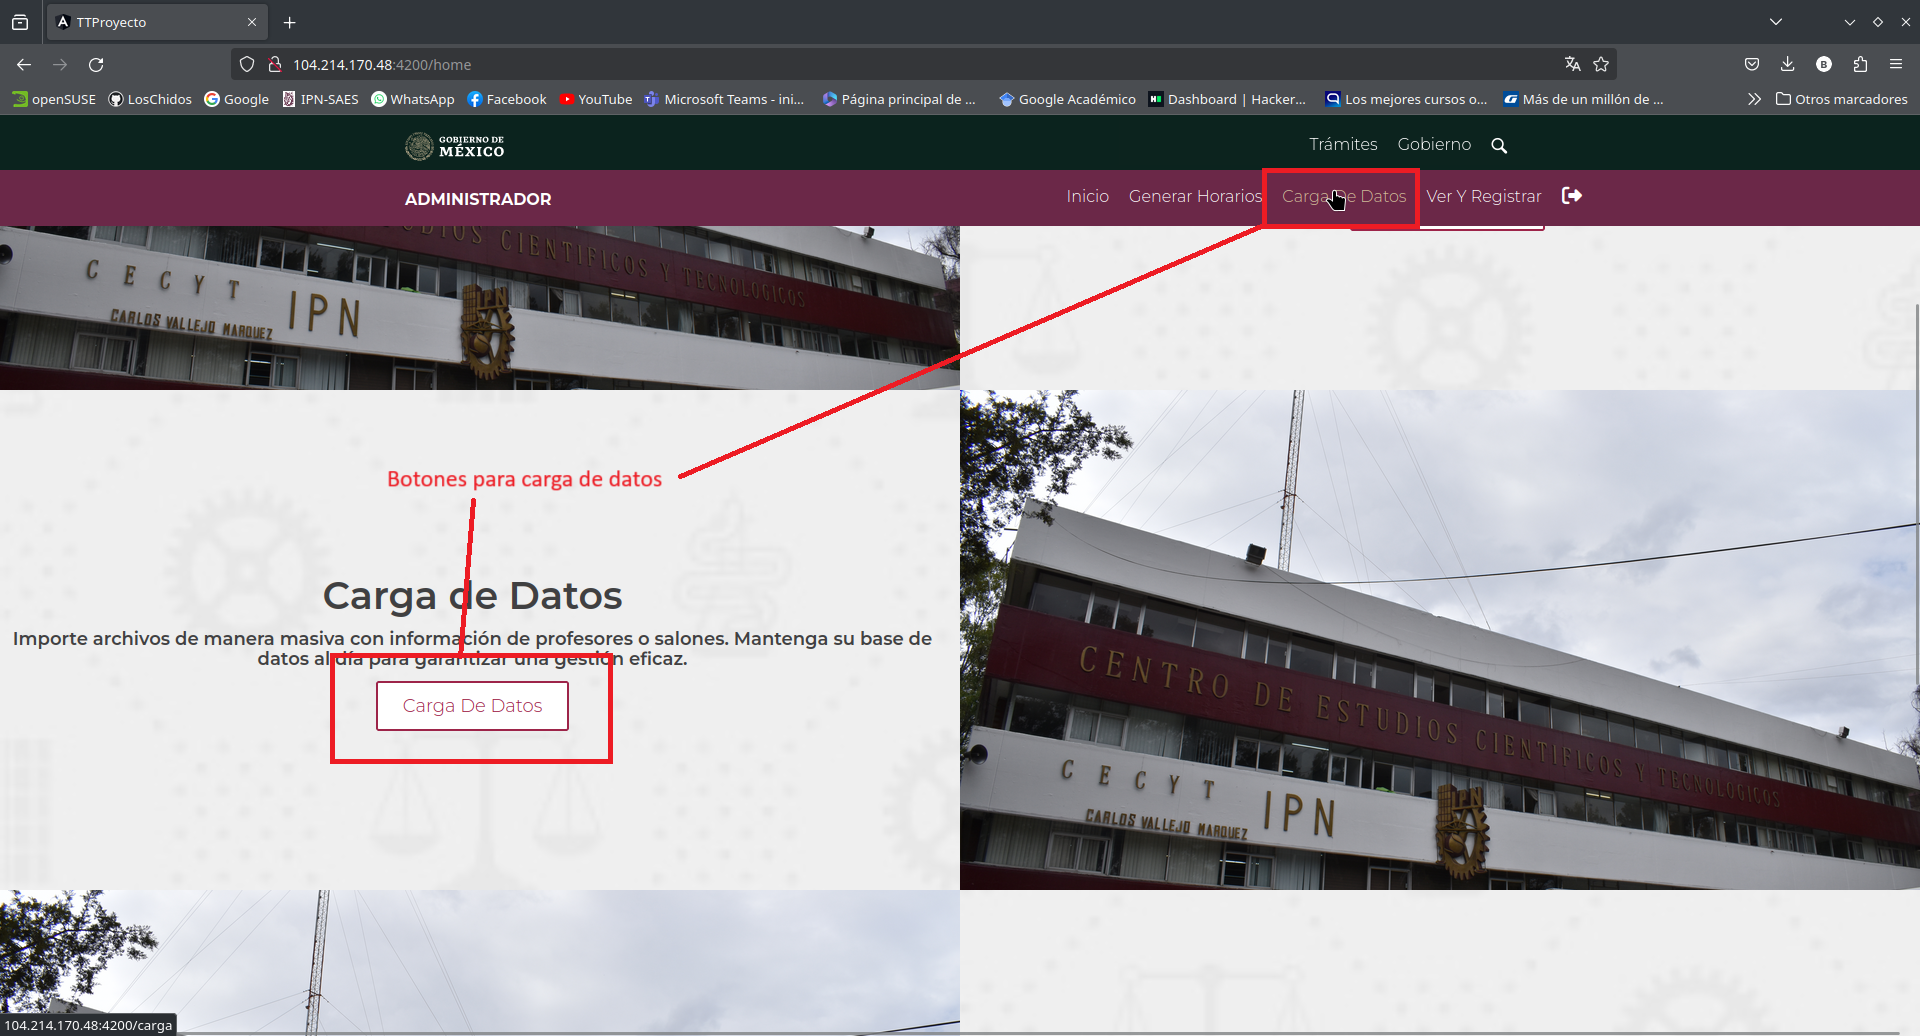 TTProyecto
104.214.170.48:4200/home
openSUSE LosChidos Google IPN-SAES WhatsApp Facebook YouTube Microsoft Teams - ini... Página principal de ... Google Académico Dashboard | Hacker... Los mejores cursos o... Más de un millón de ... Otros marcadores
GOBIERNO DE
MÉXICO
Trámites Gobierno
ADMINISTRADOR
Inicio Generar Horarios Carga De Datos Ver Y Registrar
ESTUDIOS CIENTIFICOS Y TECNOLOGICOS
CECYT IPN
CARLOS VALLEJO MARQUEZ
IPN
Botones para carga de datos
Carga de Datos
Importe archivos de manera masiva con información de profesores o salones. Mantenga su base de
datos al día para garantizar una gestión eficaz.
Carga De Datos
CENTRO DE ESTUDIOS CIENTIFICOS Y TECNOLOGICOS
CECYT IPN
CARLOS VALLEJO MARQUEZ
IPN
104.214.170.48:4200/carga